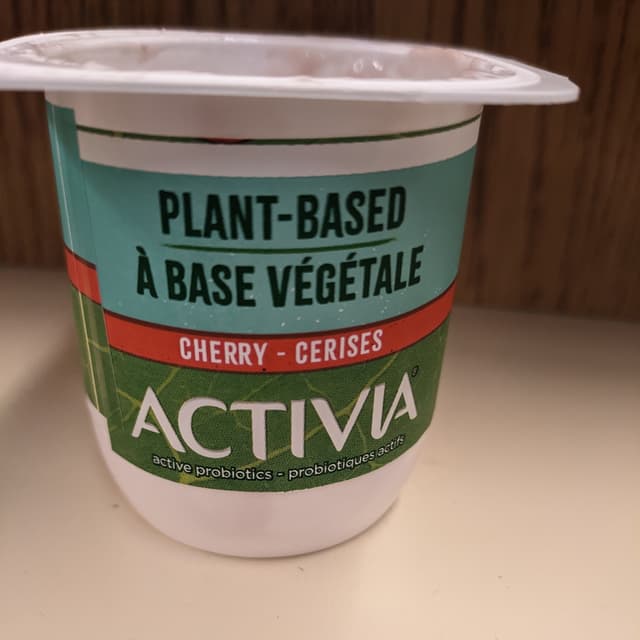 PLANT-BASED
À BASE VÉGÉTALE
CHERRY - CERISES
ACTIVIA
active probiotics - probiotiques actifs